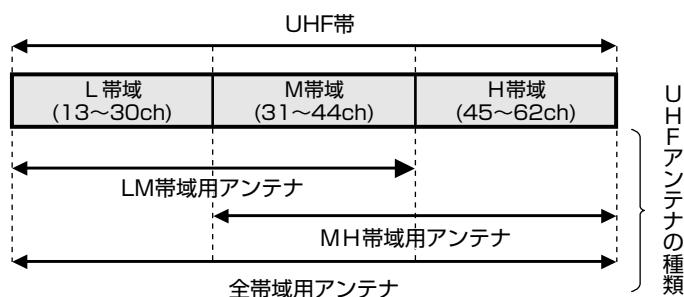 UHF帯
L帯域
(13～30ch)
M帯域
(31～44ch)
H帯域
(45～62ch)
LM帯域用アンテナ
MH帯域用アンテナ
全帯域用アンテナ
UHFアンテナの種類